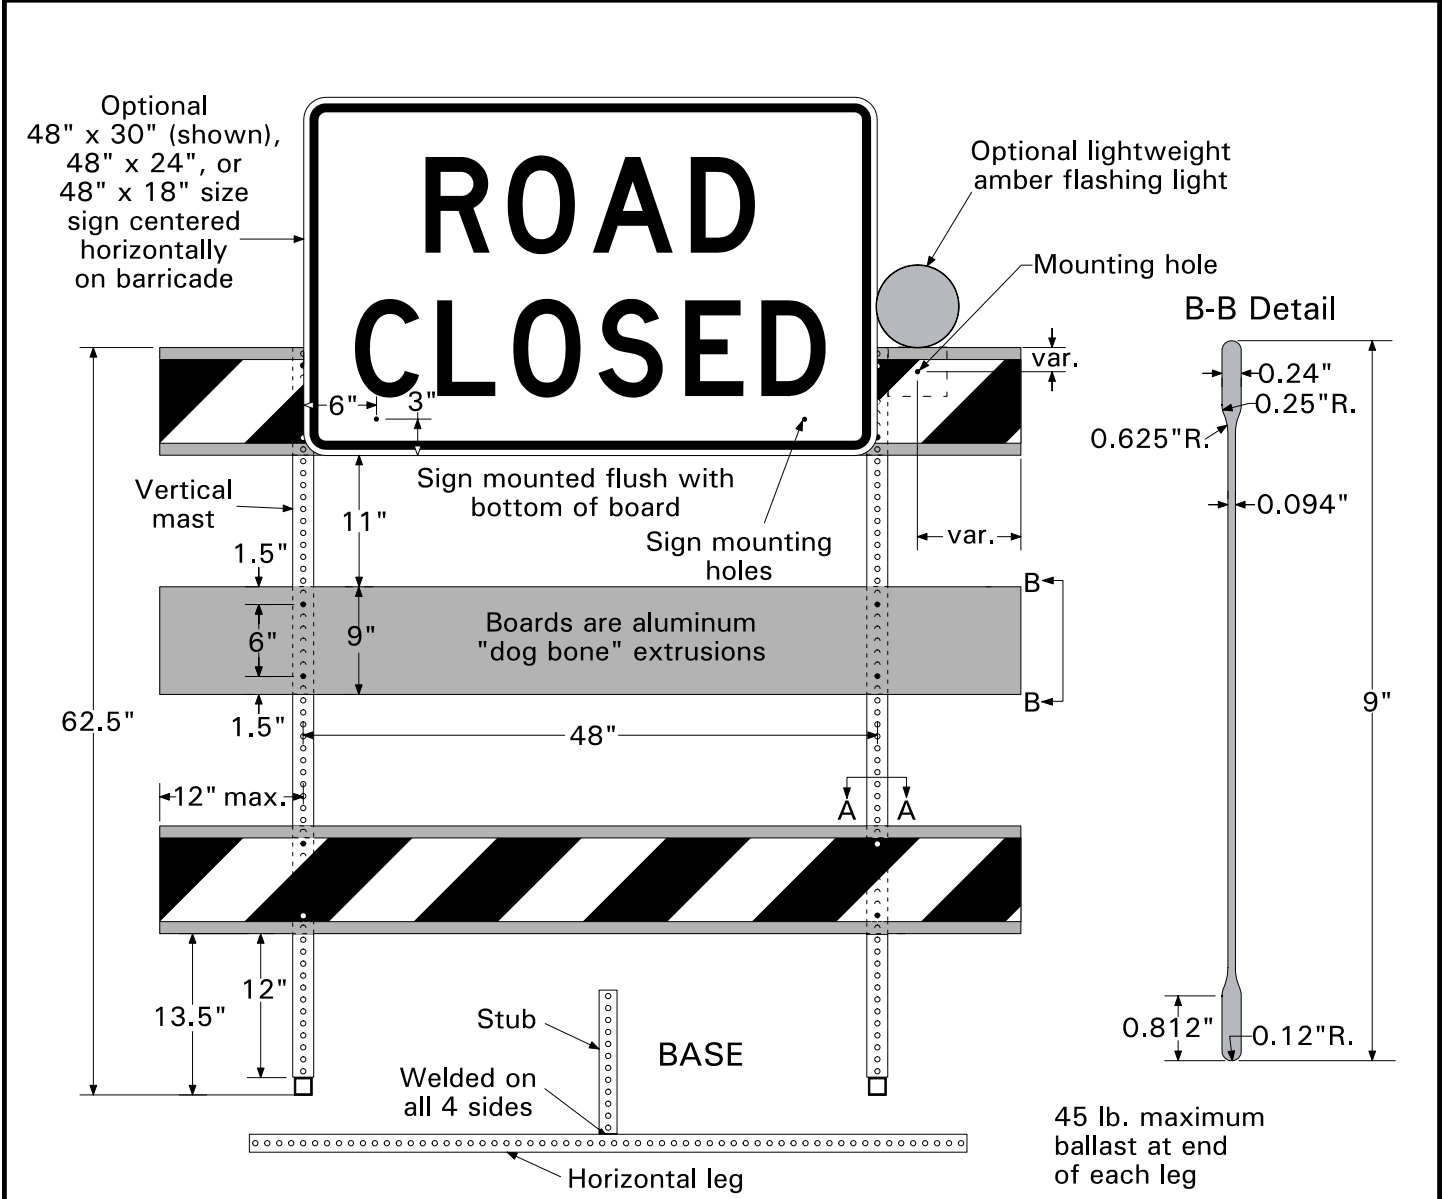 Optional
48" x 30" (shown),
48" x 24", or
48" x 18" size
sign centered
horizontally
on barricade
ROAD
CLOSED
Optional lightweight
amber flashing light
Mounting hole
B-B Detail
var.
6"
3"
0.24"
0.25"R.
0.625"R.
Sign mounted flush with
bottom of board
Vertical
mast
11"
0.094"
var.
Sign mounting
holes
1.5"
B
Boards are aluminum
"dog bone" extrusions
6"
9"
B
1.5"
62.5"
48"
9"
12" max.
A
A
12"
13.5"
Stub
BASE
0.812"
0.12"R.
Welded on
all 4 sides
45 lb. maximum
ballast at end
of each leg
Horizontal leg